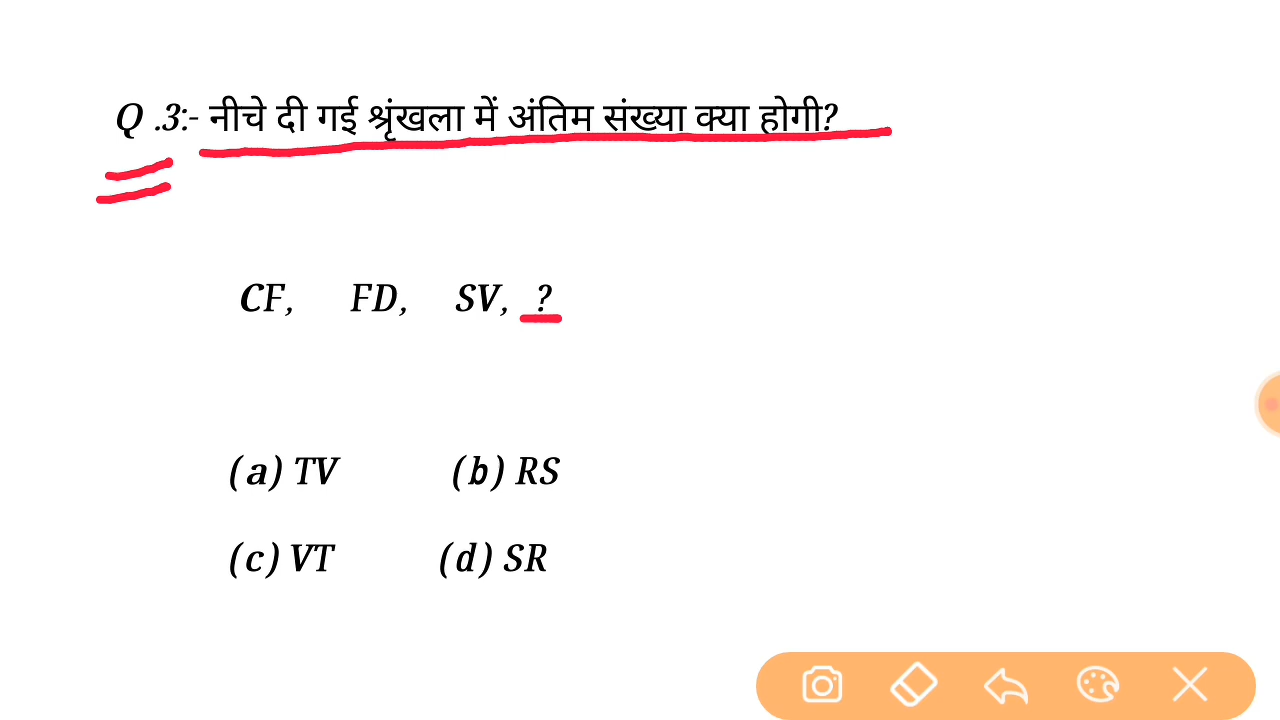 Q .3:- नीचे दी गई श्रृंखला में अंतिम संख्या क्या होगी?
CF, FD, SV, ?
(a) TV (b) RS
(c) VT (d) SR